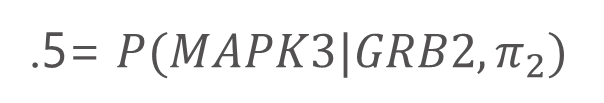 .5= P(MAPK3|GRB2, π₂)